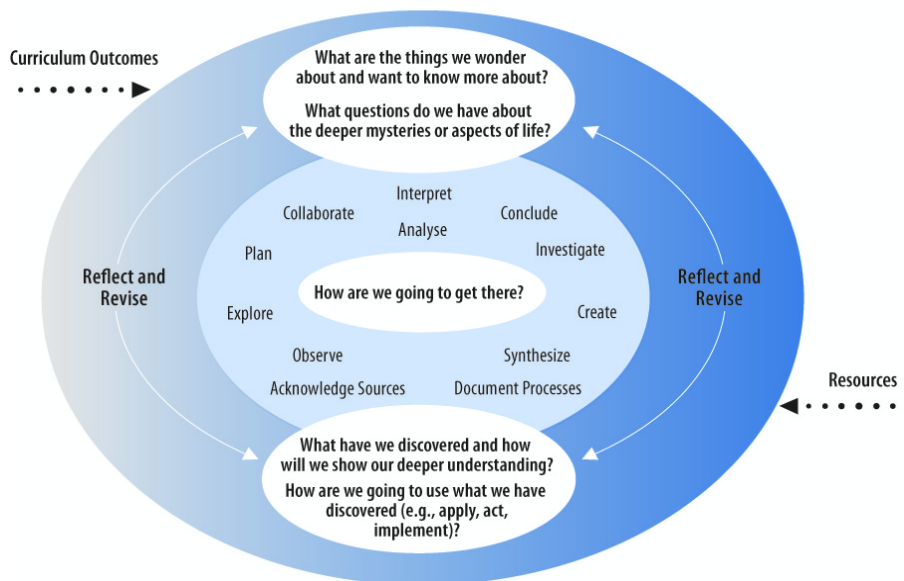 Curriculum Outcomes
What are the things we wonder
about and want to know more about?
What questions do we have about
the deeper mysteries or aspects of life?
Interpret
Collaborate
Conclude
Analyse
Plan
Investigate
Reflect and
Revise
How are we going to get there?
Reflect and
Revise
Explore
Create
Observe
Synthesize
Acknowledge Sources
Document Processes
Resources
What have we discovered and how
will we show our deeper understanding?
How are we going to use what we have
discovered (e.g., apply, act,
implement)?